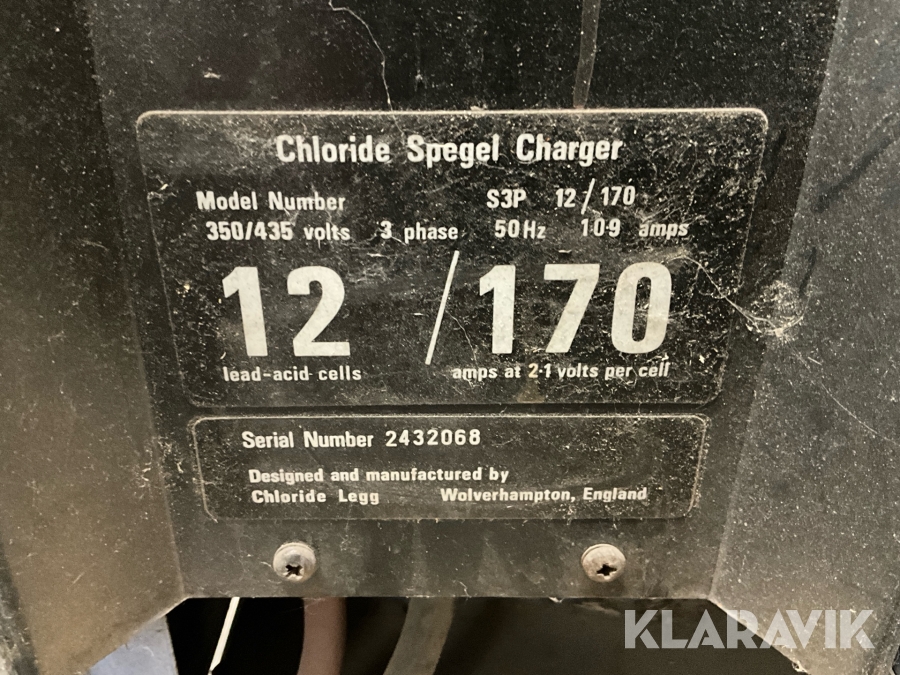 Chloride Spegel Charger
Model Number S3P 12/170
350/435 volts 3 phase 50Hz 10·9 amps
12/170
lead-acid cells amps at 2·1 volts per cell
Serial Number 2432068
Designed and manufactured by
Chloride Legg Wolverhampton, England
KLARAVIK